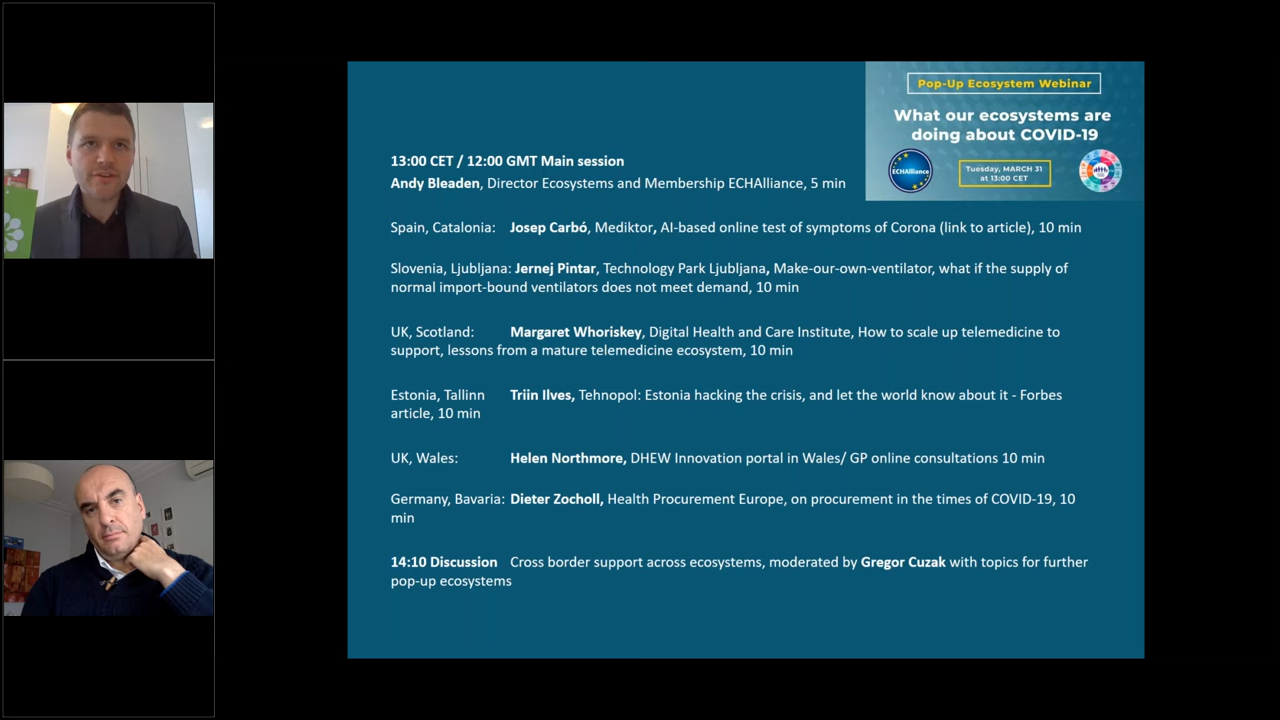 Pop-Up Ecosystem Webinar
What our ecosystems are
doing about COVID-19
ECHAlliance
Tuesday, MARCH 31
at 13:00 CET
13:00 CET / 12:00 GMT Main session
Andy Bleaden, Director Ecosystems and Membership ECHAlliance, 5 min
Spain, Catalonia: Josep Carbó, Mediktor, AI-based online test of symptoms of Corona (link to article), 10 min
Slovenia, Ljubljana: Jernej Pintar, Technology Park Ljubljana, Make-our-own-ventilator, what if the supply of
normal import-bound ventilators does not meet demand, 10 min
UK, Scotland: Margaret Whoriskey, Digital Health and Care Institute, How to scale up telemedicine to
support, lessons from a mature telemedicine ecosystem, 10 min
Estonia, Tallinn Triin Ilves, Tehnopol: Estonia hacking the crisis, and let the world know about it - Forbes
article, 10 min
UK, Wales: Helen Northmore, DHEW Innovation portal in Wales/ GP online consultations 10 min
Germany, Bavaria: Dieter Zocholl, Health Procurement Europe, on procurement in the times of COVID-19, 10
min
14:10 Discussion Cross border support across ecosystems, moderated by Gregor Cuzak with topics for further
pop-up ecosystems